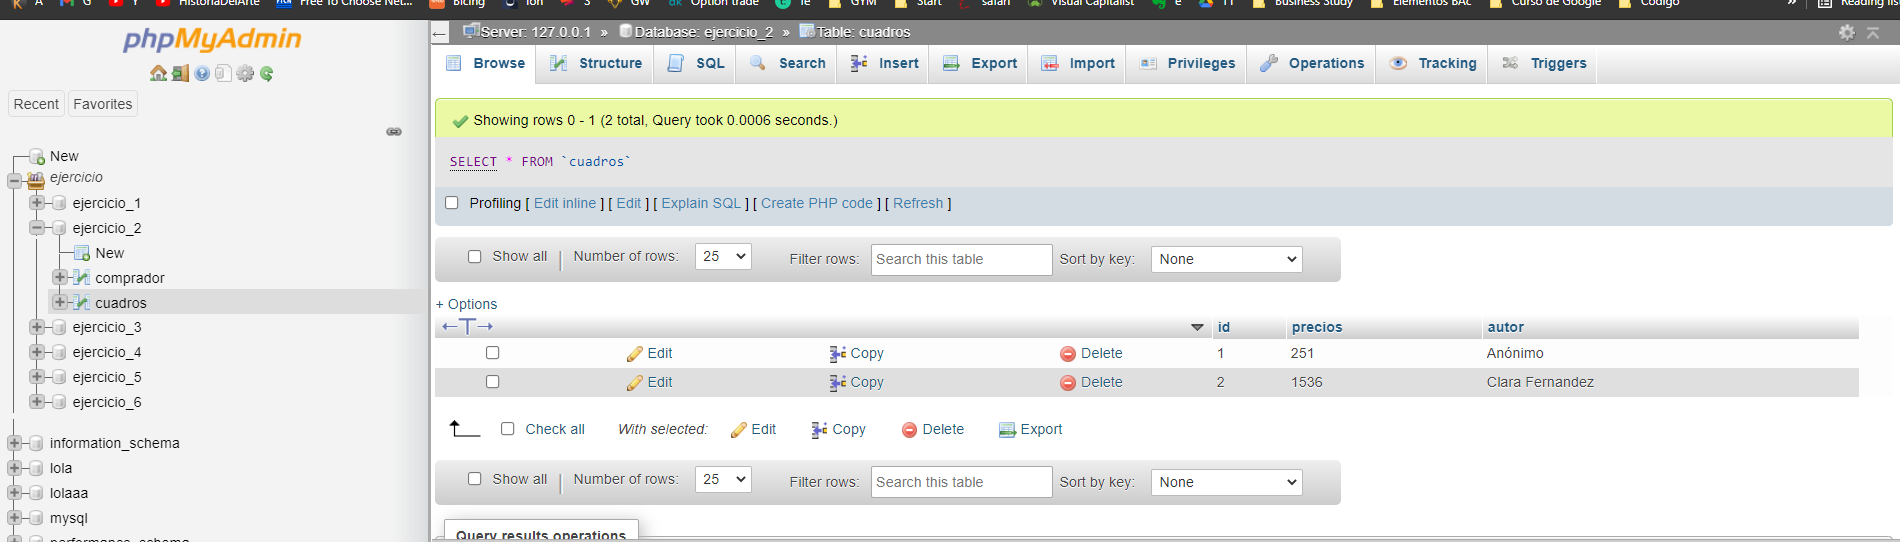 A G Y HistoriaDelArte Free To Choose Net... Bicing Ton S GW Option trade Te GYM Start safari Visual Capitalist e TT Business Study Elementos BAc Curso de Google Codigo » Reading lis
phpMyAdmin
Recent Favorites
New
ejercicio
ejercicio_1
ejercicio_2
New
comprador
cuadros
ejercicio_3
ejercicio_4
ejercicio_5
ejercicio_6
information_schema
lola
lolaaa
mysql
performance_schema
Server: 127.0.0.1 » Database: ejercicio_2 » Table: cuadros
Browse Structure SQL Search Insert Export Import Privileges Operations Tracking Triggers
Showing rows 0 - 1 (2 total, Query took 0.0006 seconds.)
SELECT * FROM `cuadros`
Profiling [ Edit inline ] [ Edit ] [ Explain SQL ] [ Create PHP code ] [ Refresh ]
Show all | Number of rows: 25 Filter rows: Search this table Sort by key: None
+ Options
←T→ id precios autor
Edit Copy Delete 1 251 Anónimo
Edit Copy Delete 2 1536 Clara Fernandez
Check all With selected: Edit Copy Delete Export
Show all | Number of rows: 25 Filter rows: Search this table Sort by key: None
Query results operations